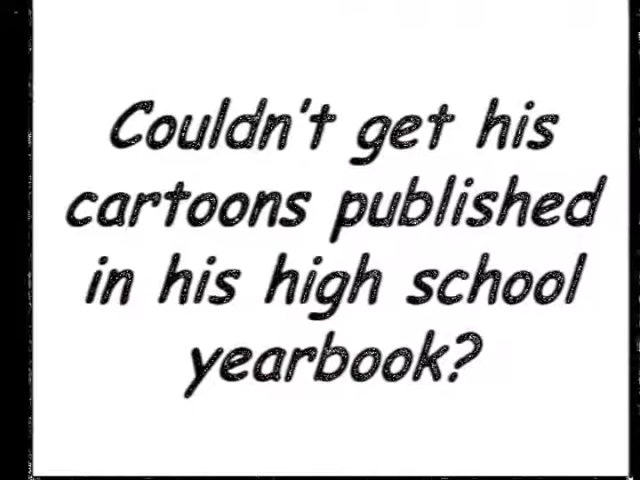 Couldn't get his
cartoons published
in his high school
yearbook?